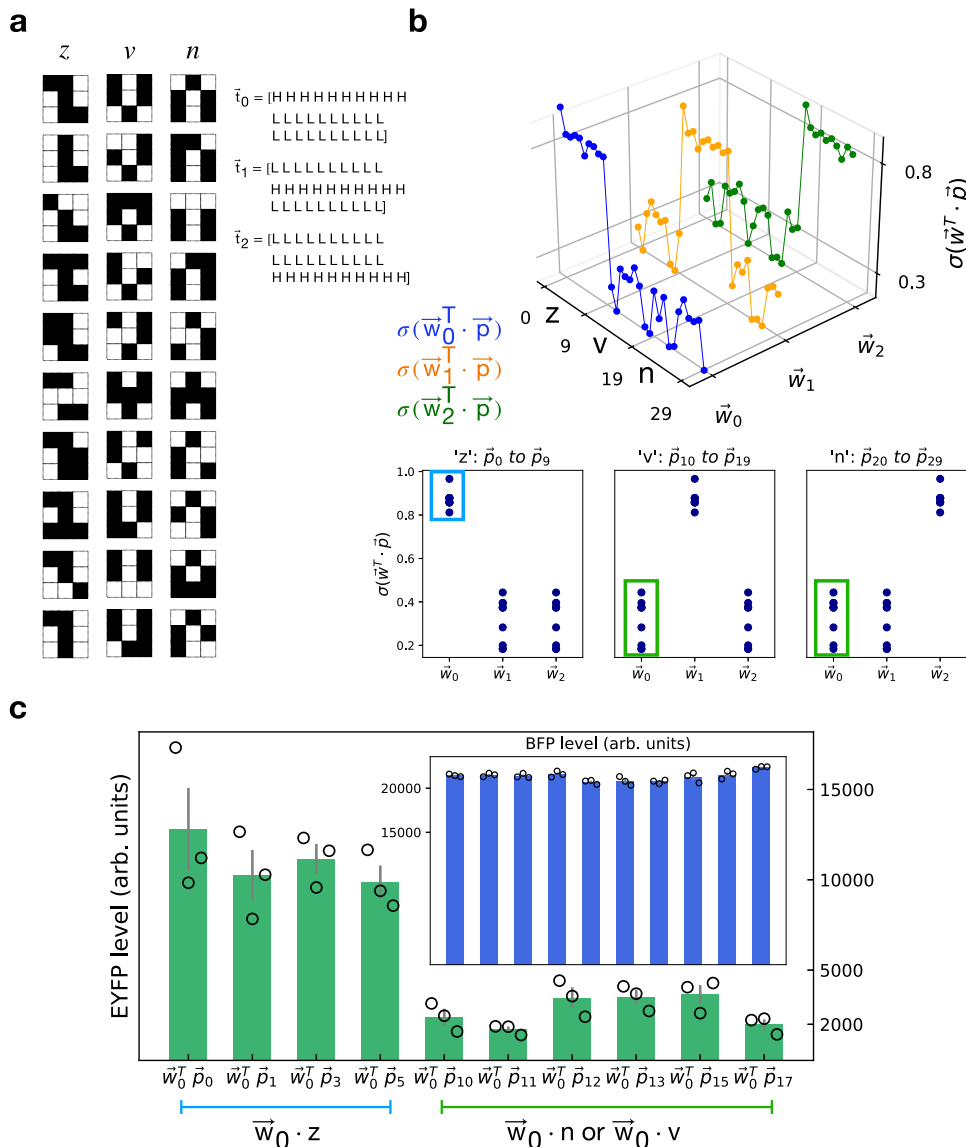 a
z v n
t⃗₀ = [H H H H H H H H H H
L L L L L L L L L L
L L L L L L L L L L]
t⃗₁ = [L L L L L L L L L L
H H H H H H H H H H
L L L L L L L L L L]
t⃗₂ = [L L L L L L L L L L
L L L L L L L L L L
H H H H H H H H H H]
b
0.8
0.3
σ(w⃗ᵀ · p⃗)
0 z
9 v
19 n
29
w⃗₀ w⃗₁ w⃗₂
σ(w⃗₀ᵀ · p⃗)
σ(w⃗₁ᵀ · p⃗)
σ(w⃗₂ᵀ · p⃗)
'z': p⃗₀ to p⃗₉
'v': p⃗₁₀ to p⃗₁₉
'n': p⃗₂₀ to p⃗₂₉
σ(w⃗ᵀ · p⃗)
1.0
0.8
0.6
0.4
0.2
w⃗₀ w⃗₁ w⃗₂
w⃗₀ w⃗₁ w⃗₂
w⃗₀ w⃗₁ w⃗₂
c
EYFP level (arb. units)
BFP level (arb. units)
20000
15000
15000
10000
5000
2000
w⃗₀ᵀ p⃗₀ w⃗₀ᵀ p⃗₁ w⃗₀ᵀ p⃗₃ w⃗₀ᵀ p⃗₅ w⃗₀ᵀ p⃗₁₀ w⃗₀ᵀ p⃗₁₁ w⃗₀ᵀ p⃗₁₂ w⃗₀ᵀ p⃗₁₃ w⃗₀ᵀ p⃗₁₅ w⃗₀ᵀ p⃗₁₇
w⃗₀ · z
w⃗₀ · n or w⃗₀ · v